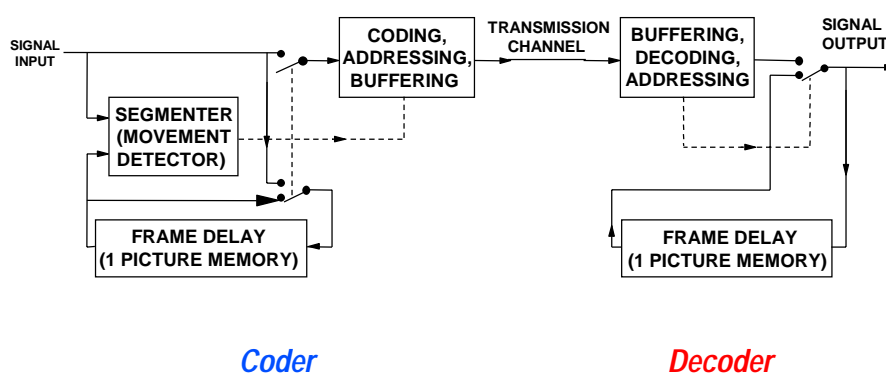 SIGNAL
INPUT
CODING,
ADDRESSING,
BUFFERING
TRANSMISSION
CHANNEL
BUFFERING,
DECODING,
ADDRESSING
SIGNAL
OUTPUT
SEGMENTER
(MOVEMENT
DETECTOR)
FRAME DELAY
(1 PICTURE MEMORY)
FRAME DELAY
(1 PICTURE MEMORY)
Coder
Decoder